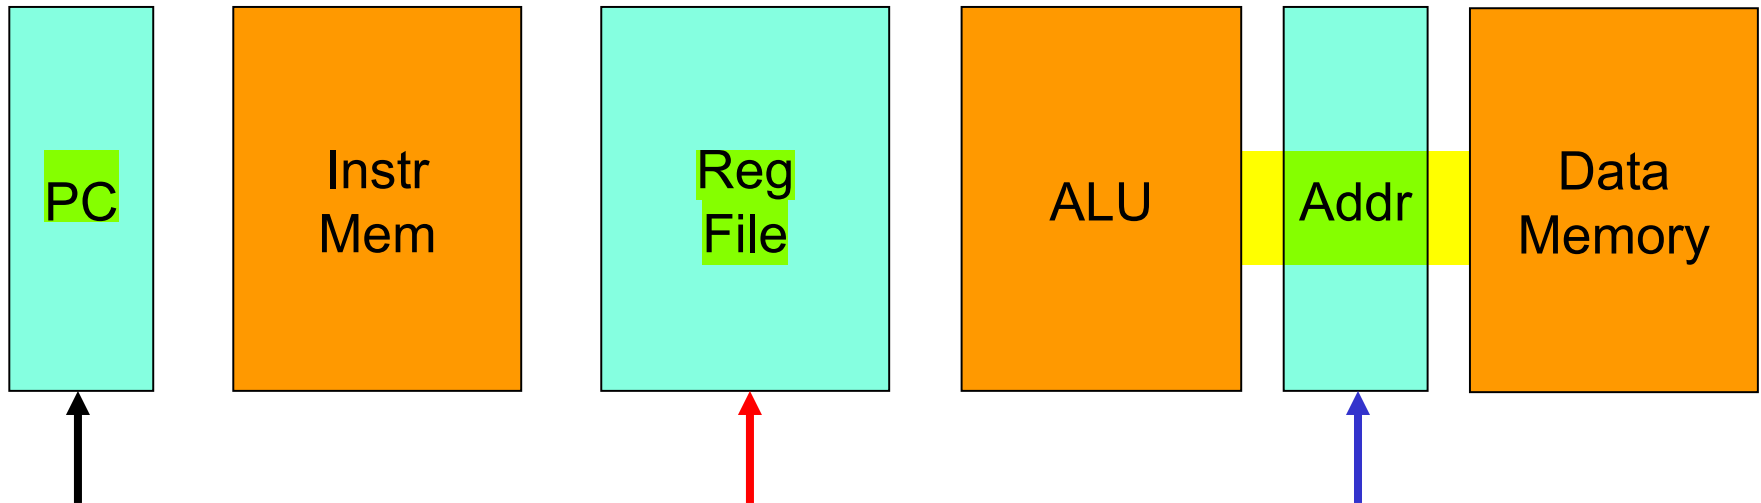 PC
Instr
Mem
Reg
File
ALU
Addr
Data
Memory